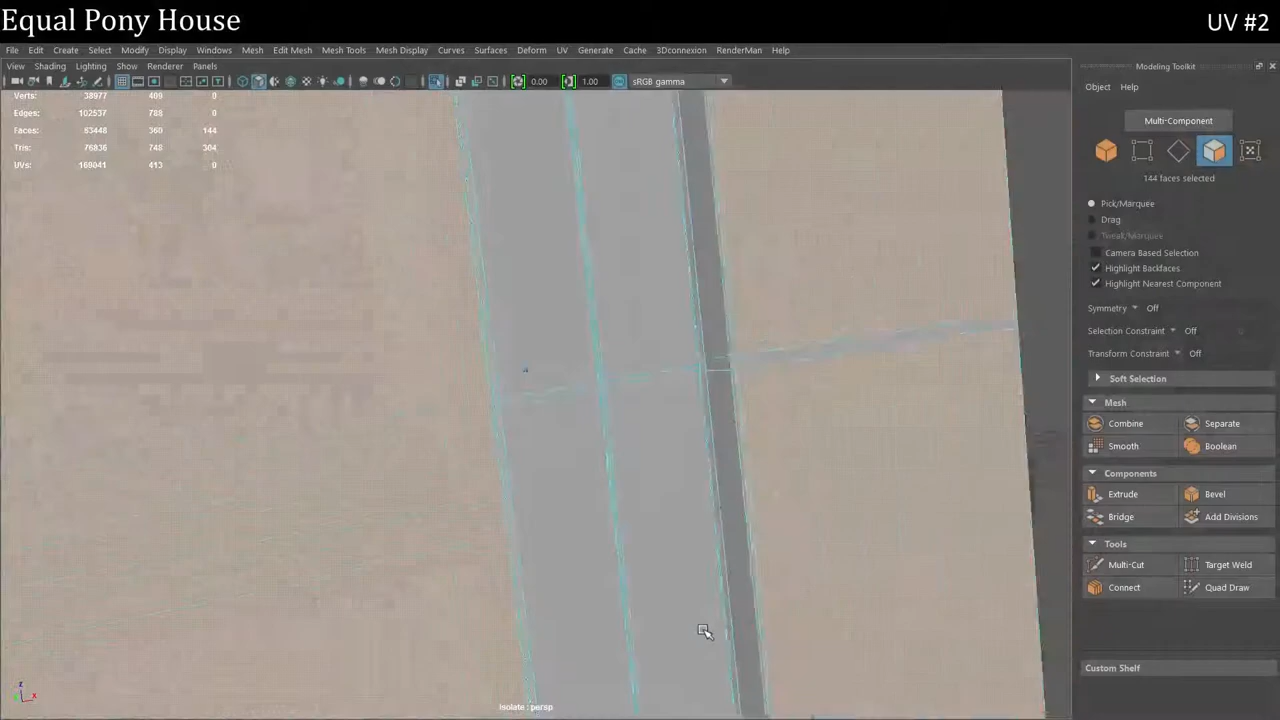 Equal Pony House
UV #2
File Edit Create Select Modify Display Windows Mesh Edit Mesh Mesh Tools Mesh Display Curves Surfaces Deform UV Generate Cache 3Dconnexion RenderMan Help
View Shading Lighting Show Renderer Panels
Modeling Toolkit
0.00 1.00 sRGB gamma
Object Help
Verts: 38977 409 0
Edges: 102537 788 0
Faces: 63448 360 144
Tris: 76836 748 304
UVs: 169041 413 0
Multi-Component
144 faces selected
Pick/Marquee
Drag
Tweak/Marquee
Camera Based Selection
Highlight Backfaces
Highlight Nearest Component
Symmetry Off
Selection Constraint Off
Transform Constraint Off
Soft Selection
Mesh
Combine Separate
Smooth Boolean
Components
Extrude Bevel
Bridge Add Divisions
Tools
Multi-Cut Target Weld
Connect Quad Draw
Custom Shelf
z
x
Isolate : persp